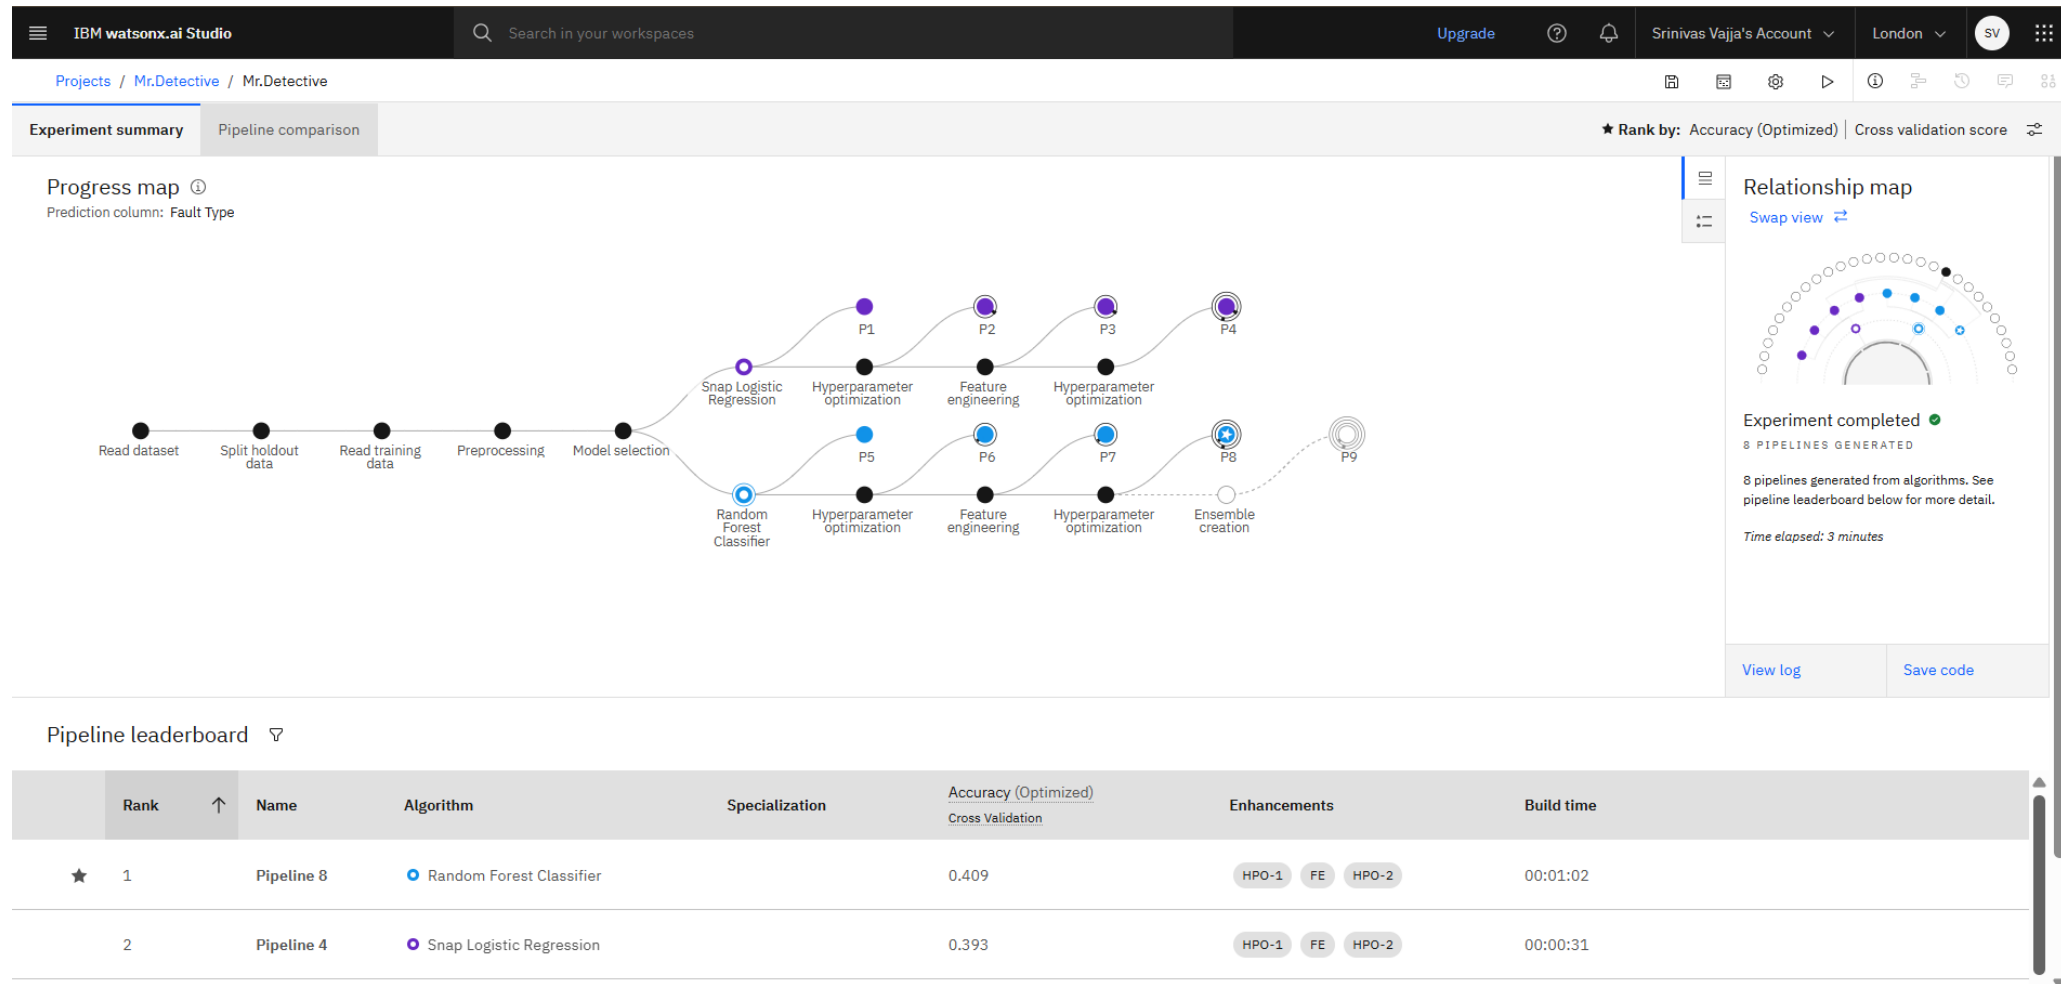 IBM watsonx.ai Studio
Search in your workspaces
Upgrade
Srinivas Vajja's Account
London
SV
Projects / Mr.Detective / Mr.Detective
Experiment summary
Pipeline comparison
Rank by: Accuracy (Optimized) | Cross validation score
Progress map
Prediction column: Fault Type
P1
P2
P3
P4
Snap Logistic
Regression
Hyperparameter
optimization
Feature
engineering
Hyperparameter
optimization
Read dataset
Split holdout
data
Read training
data
Preprocessing
Model selection
P5
P6
P7
P8
P9
Random
Forest
Classifier
Hyperparameter
optimization
Feature
engineering
Hyperparameter
optimization
Ensemble
creation
Relationship map
Swap view
Experiment completed
8 PIPELINES GENERATED
8 pipelines generated from algorithms. See
pipeline leaderboard below for more detail.
Time elapsed: 3 minutes
View log
Save code
Pipeline leaderboard
Rank
Name
Algorithm
Specialization
Accuracy (Optimized)
Cross Validation
Enhancements
Build time
1 Pipeline 8 Random Forest Classifier 0.409 HPO-1 FE HPO-2 00:01:02
2 Pipeline 4 Snap Logistic Regression 0.393 HPO-1 FE HPO-2 00:00:31